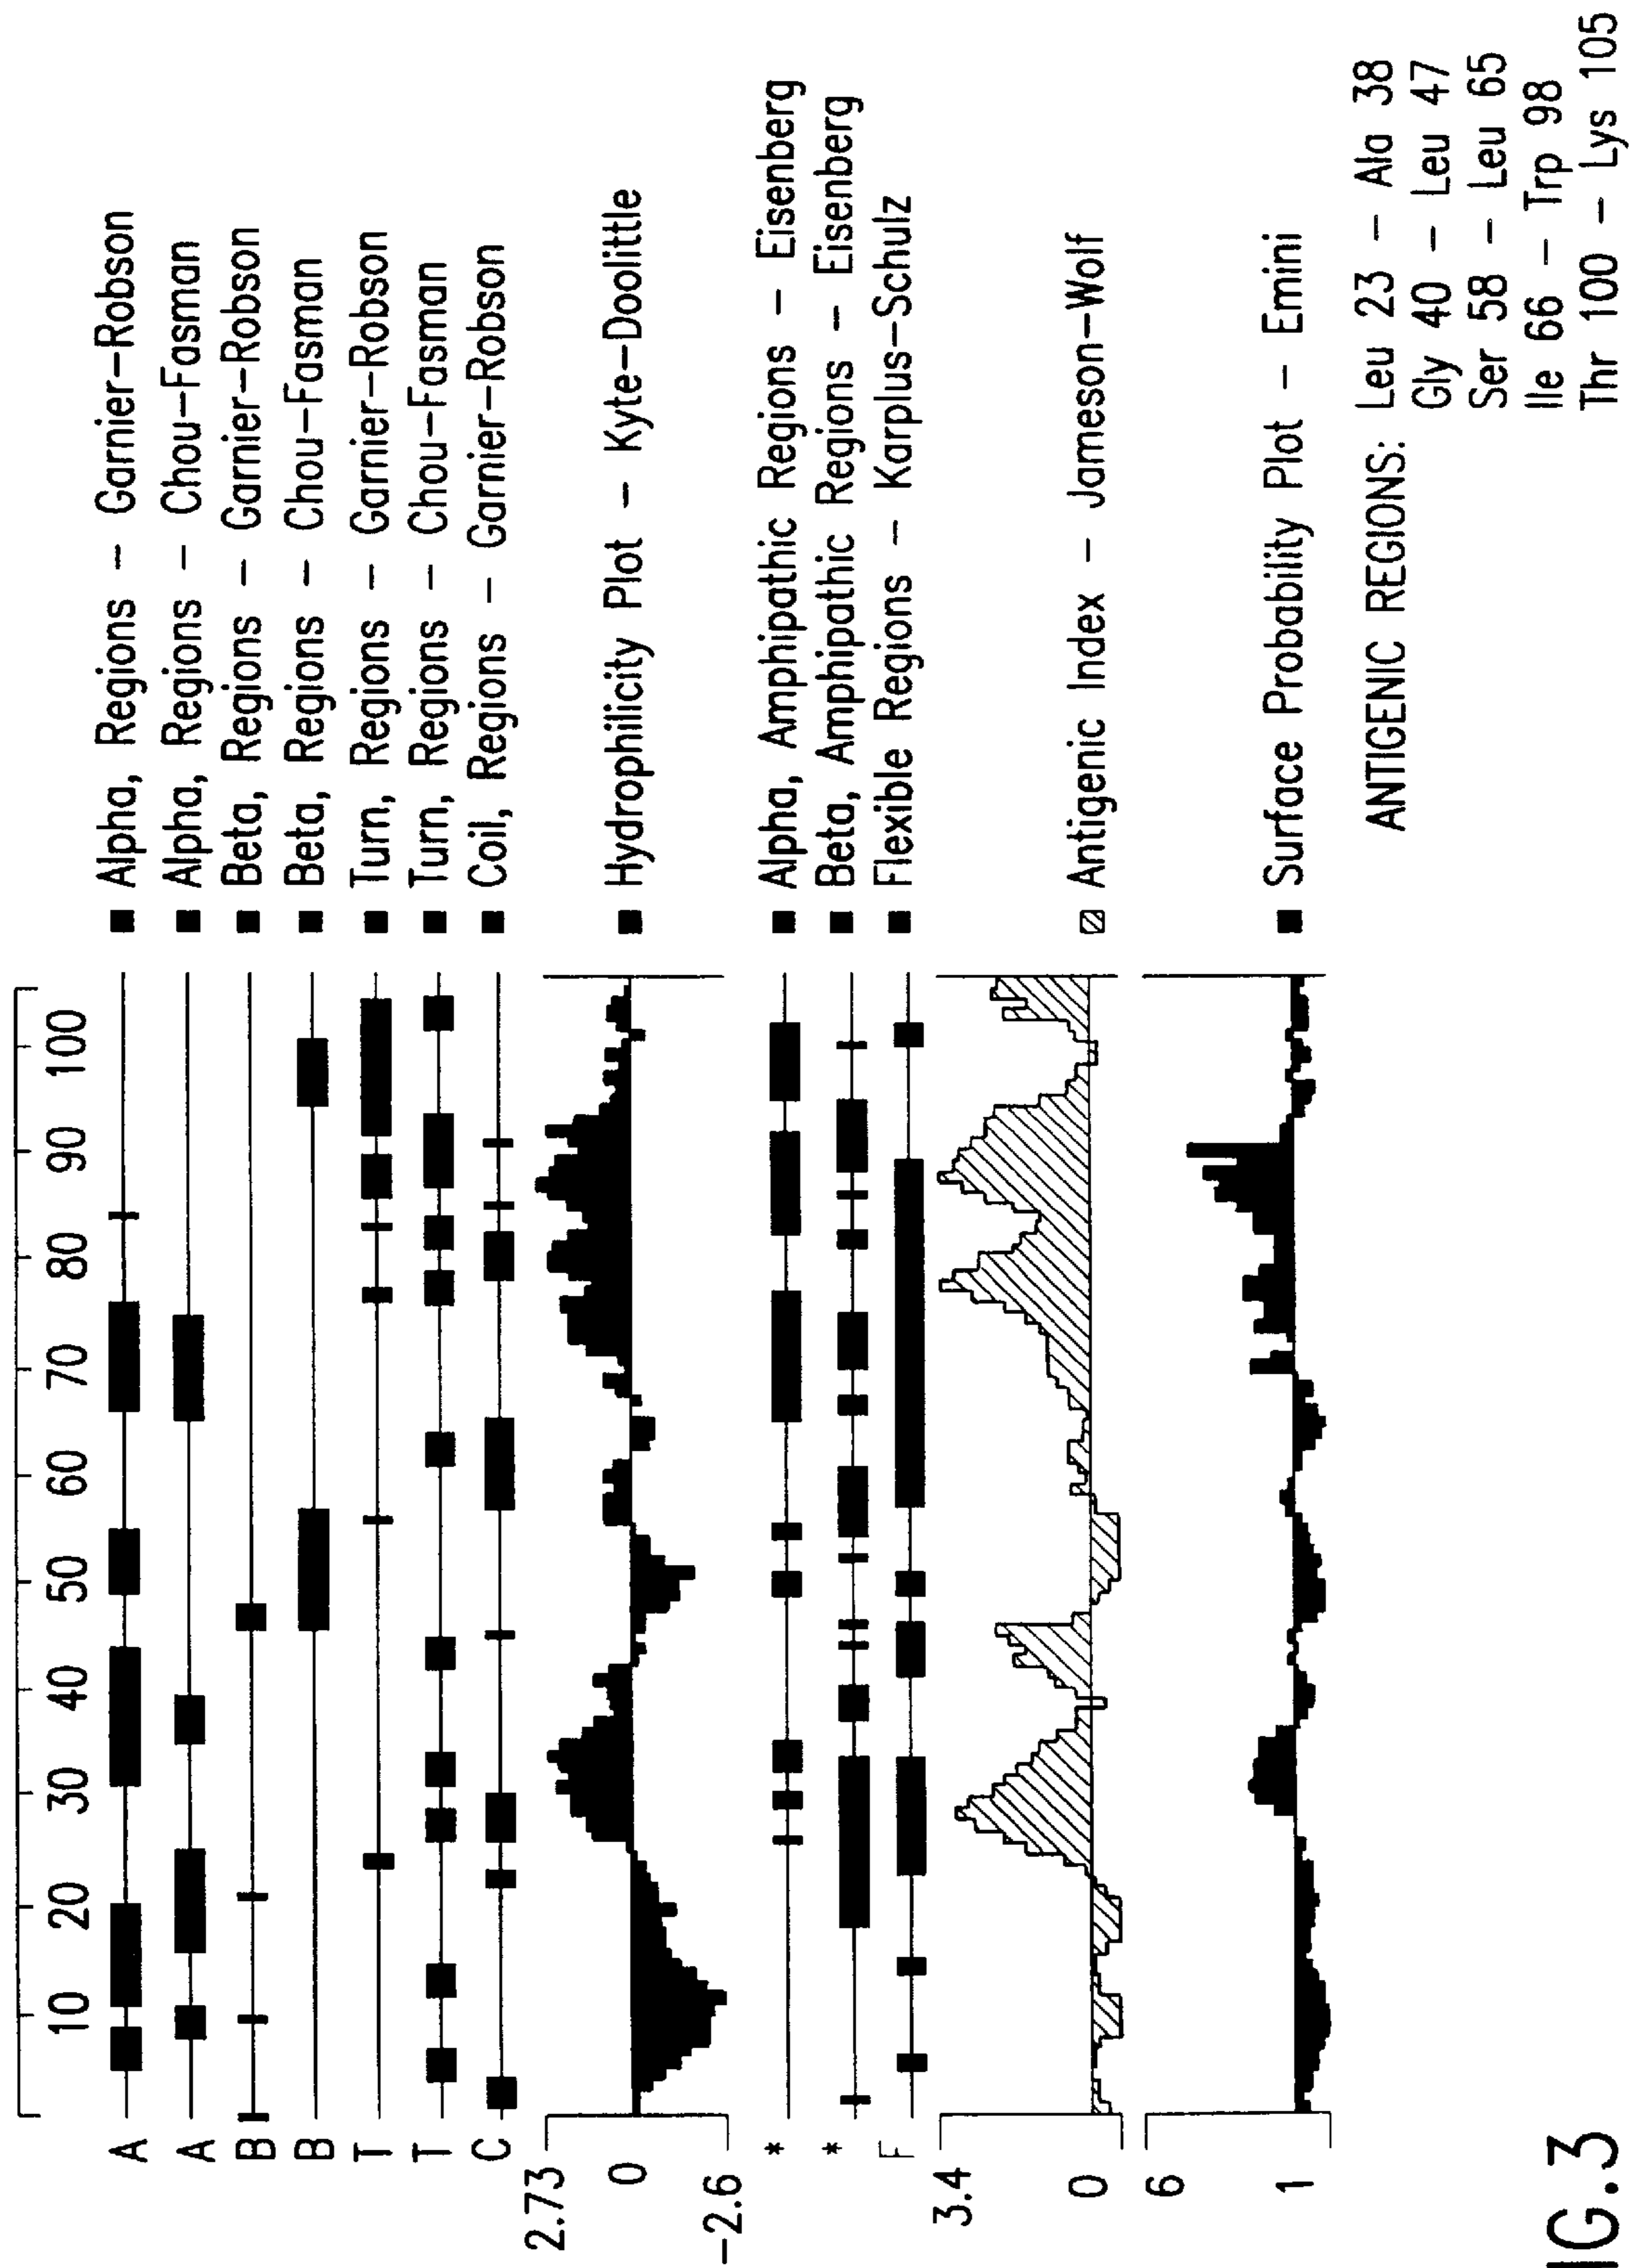 10 20 30 40 50 60 70 80 90 100
A Alpha, Regions – Garnier–Robson
A Alpha, Regions – Chou–Fasman
B Beta, Regions – Garnier–Robson
B Beta, Regions – Chou–Fasman
T Turn, Regions – Garnier–Robson
T Turn, Regions – Chou–Fasman
C Coil, Regions – Garnier–Robson
2.73
0 Hydrophilicity Plot – Kyte–Doolittle
–2.6
* Alpha, Amphipathic Regions – Eisenberg
* Beta, Amphipathic Regions – Eisenberg
F Flexible Regions – Karplus–Schulz
3.4
0 Antigenic Index – Jameson–Wolf
6
1 Surface Probability Plot – Emini
ANTIGENIC REGIONS: Leu 23 – Ala 38
Gly 40 – Leu 47
Ser 58 – Leu 65
Ile 66 – Trp 98
Thr 100 – Lys 105
IG.3